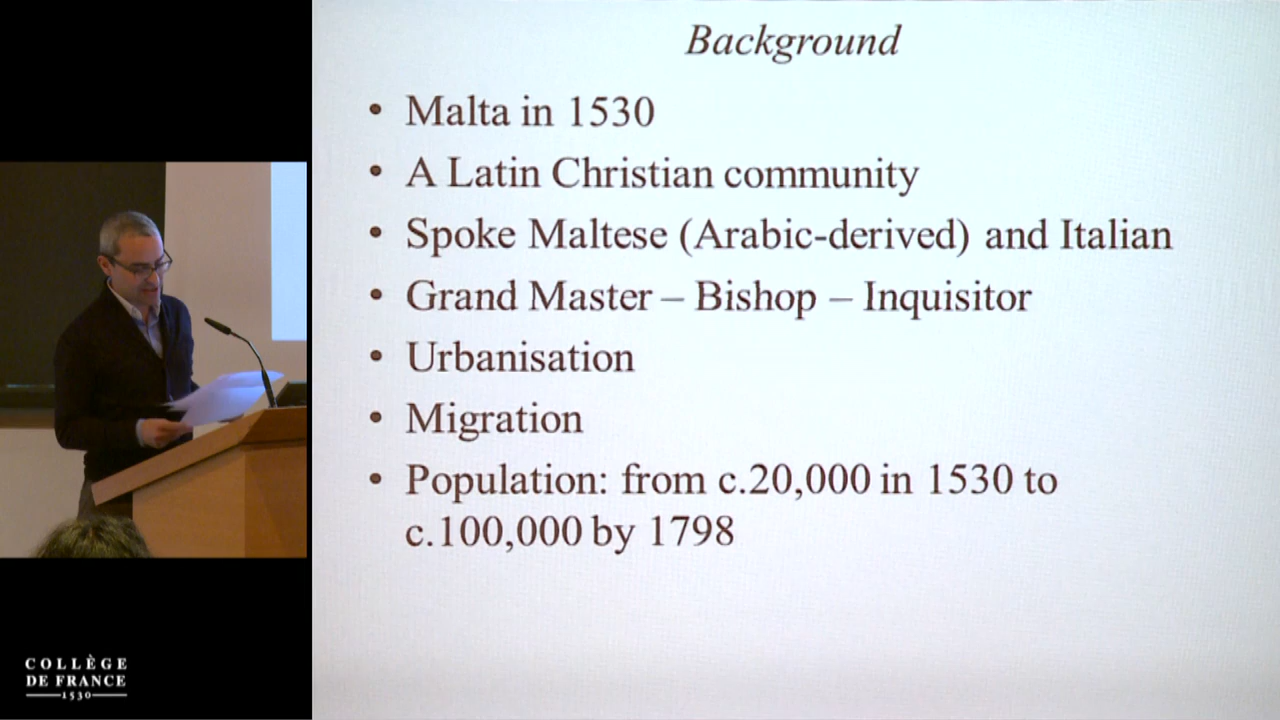 Background
• Malta in 1530
• A Latin Christian community
• Spoke Maltese (Arabic-derived) and Italian
• Grand Master – Bishop – Inquisitor
• Urbanisation
• Migration
• Population: from c.20,000 in 1530 to
c.100,000 by 1798
COLLÈGE
DE FRANCE
1530